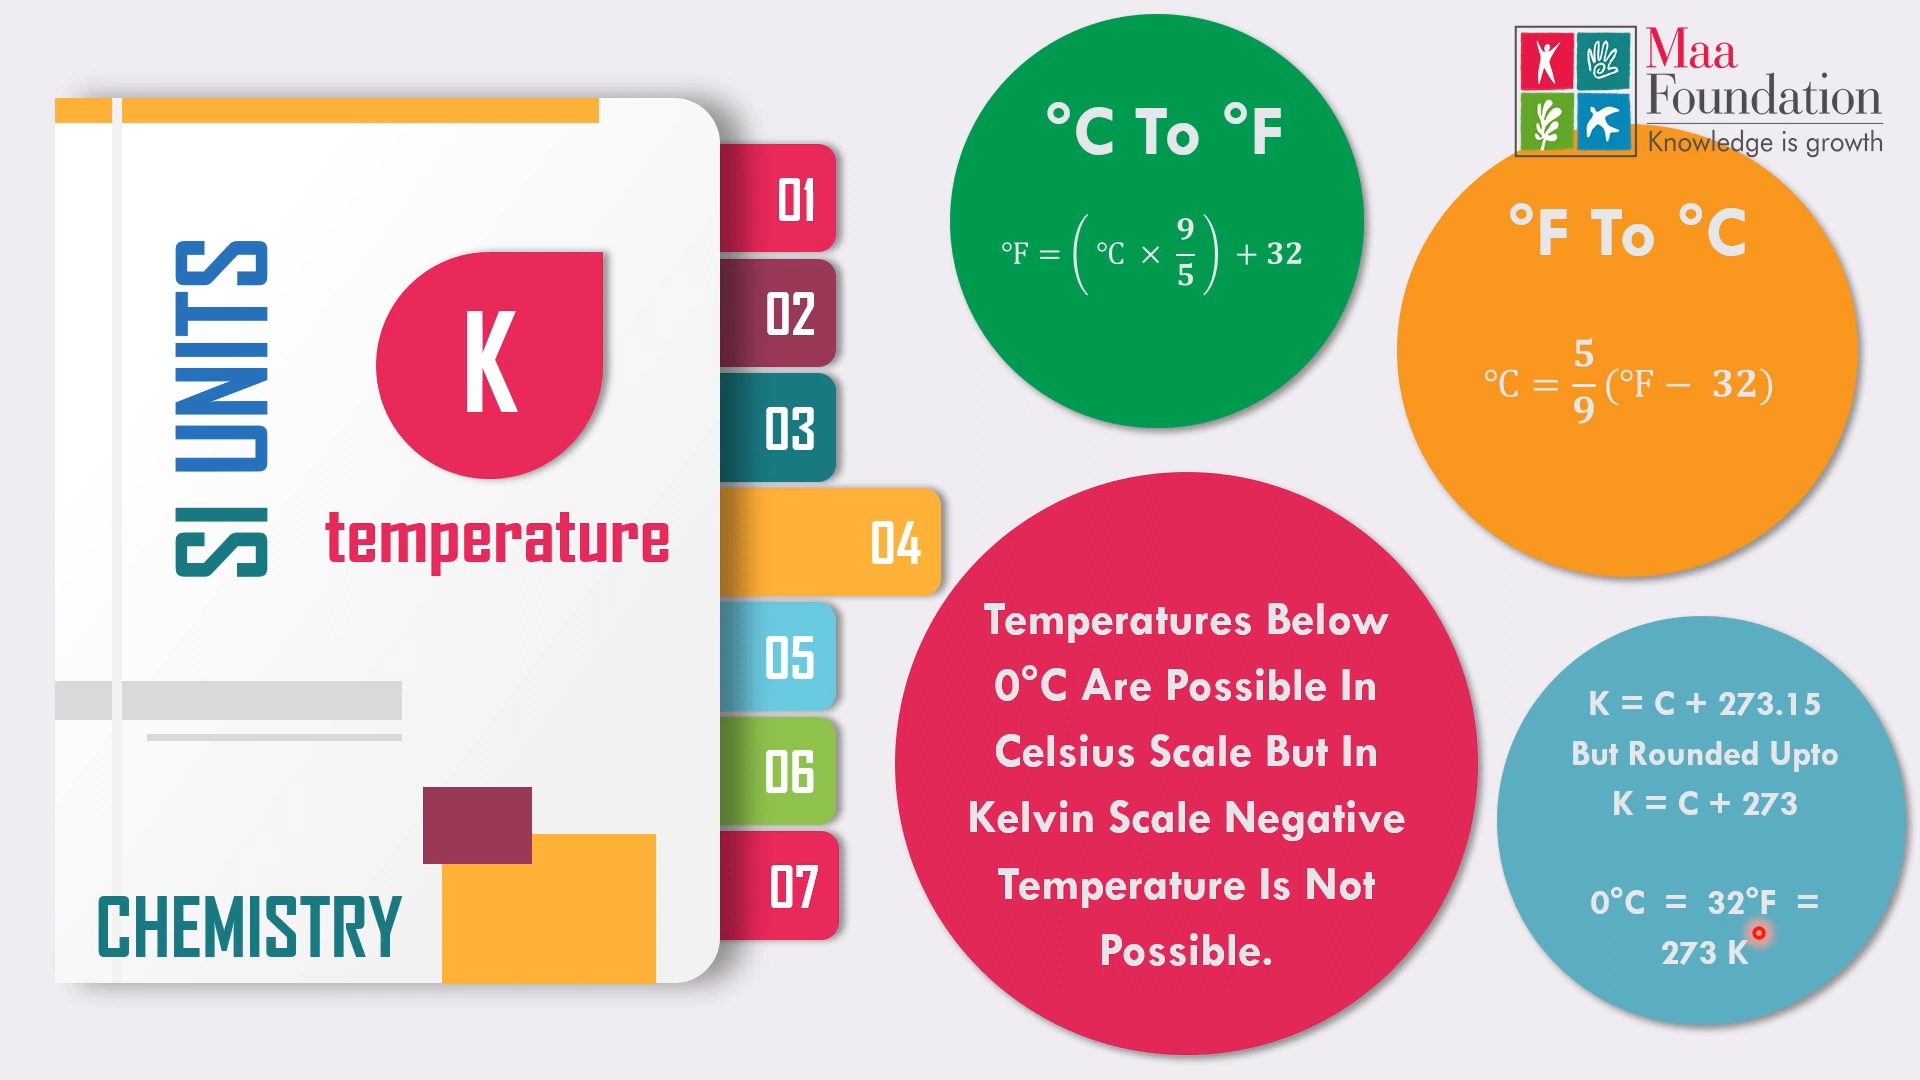 SI UNITS
K
temperature
CHEMISTRY
01
02
03
04
05
06
07
°C To °F
°F = ( °C × 9/5 ) + 32
Maa
Foundation
Knowledge is growth
°F To °C
°C = 5/9 (°F − 32)
Temperatures Below
0°C Are Possible In
Celsius Scale But In
Kelvin Scale Negative
Temperature Is Not
Possible.
K = C + 273.15
But Rounded Upto
K = C + 273
0°C = 32°F =
273 K